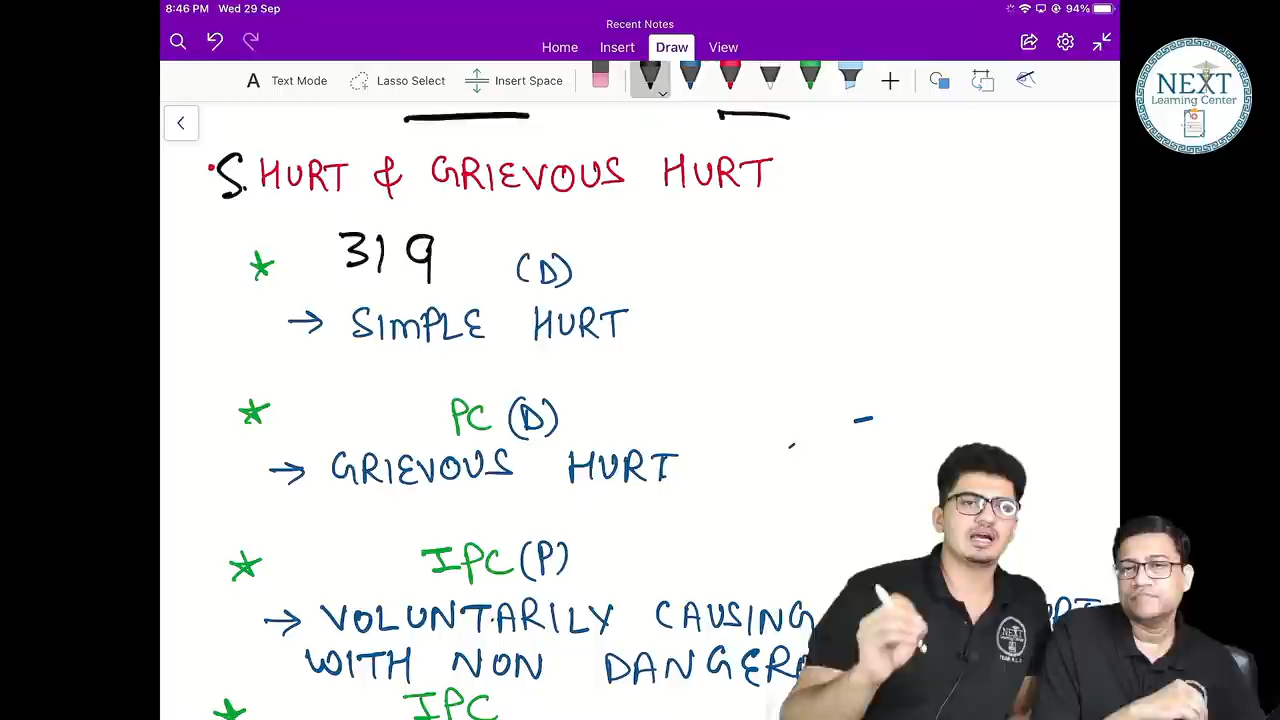 8:46 PM Wed 29 Sep
94%
Recent Notes
Home Insert Draw View
Text Mode Lasso Select Insert Space
NEXT
Learning Center
S. HURT & GRIEVOUS HURT
319 (D)
→ SIMPLE HURT
PC (D)
→ GRIEVOUS HURT
IPC (P)
→ VOLUNTARILY CAUSING
WITH NON
IPC
NEXT